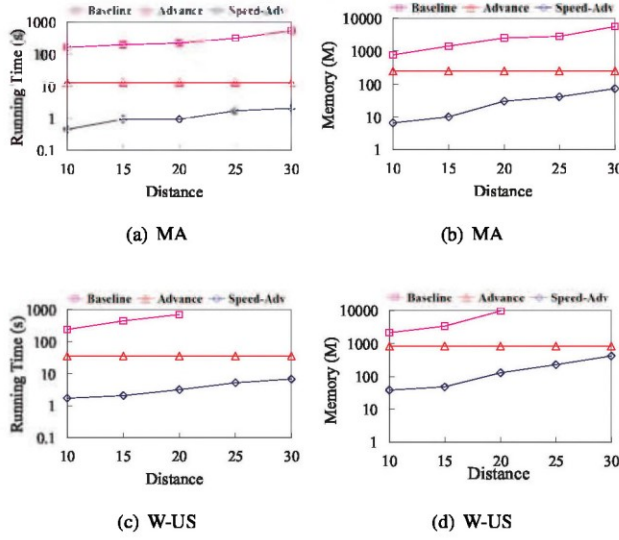 Baseline Advance Speed-Adv
1000
100
10
1
0.1
Running Time (s)
10 15 20 25 30
Distance
(a) MA
Baseline Advance Speed-Adv
10000
1000
100
10
1
Memory (M)
10 15 20 25 30
Distance
(b) MA
Baseline Advance Speed-Adv
1000
100
10
1
0.1
Running Time (s)
10 15 20 25 30
Distance
(c) W-US
Baseline Advance Speed-Adv
10000
1000
100
10
1
Memory (M)
10 15 20 25 30
Distance
(d) W-US